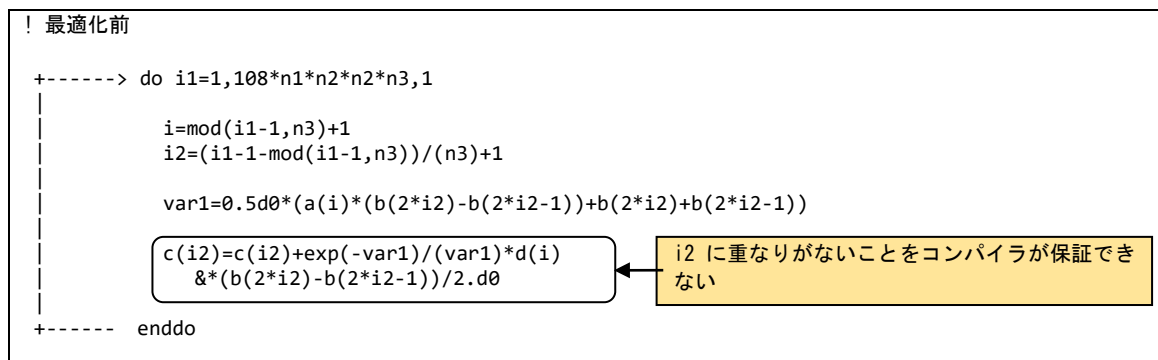 ! 最適化前
+------> do i1=1,108*n1*n2*n2*n3,1
|
| i=mod(i1-1,n3)+1
| i2=(i1-1-mod(i1-1,n3))/(n3)+1
|
| var1=0.5d0*(a(i)*(b(2*i2)-b(2*i2-1))+b(2*i2)+b(2*i2-1))
|
| c(i2)=c(i2)+exp(-var1)/(var1)*d(i)
| &*(b(2*i2)-b(2*i2-1))/2.d0
|
+------ enddo
i2 に重なりがないことをコンパイラが保証でき
ない